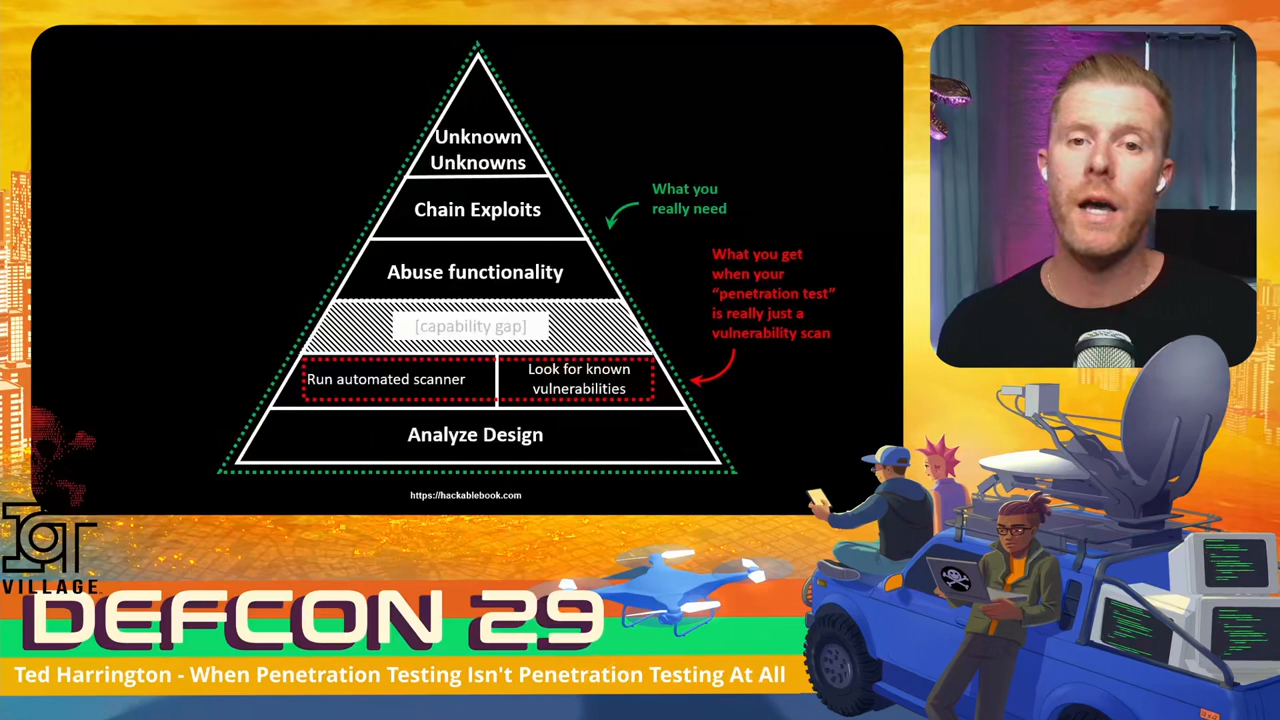 Unknown
Unknowns
Chain Exploits
Abuse functionality
[capability gap]
Run automated scanner
Look for known
vulnerabilities
Analyze Design
What you
really need
What you get
when your
“penetration test”
is really just a
vulnerability scan
https://hackablebook.com
IOT
VILLAGE
DEFCON 29
Ted Harrington - When Penetration Testing Isn't Penetration Testing At All